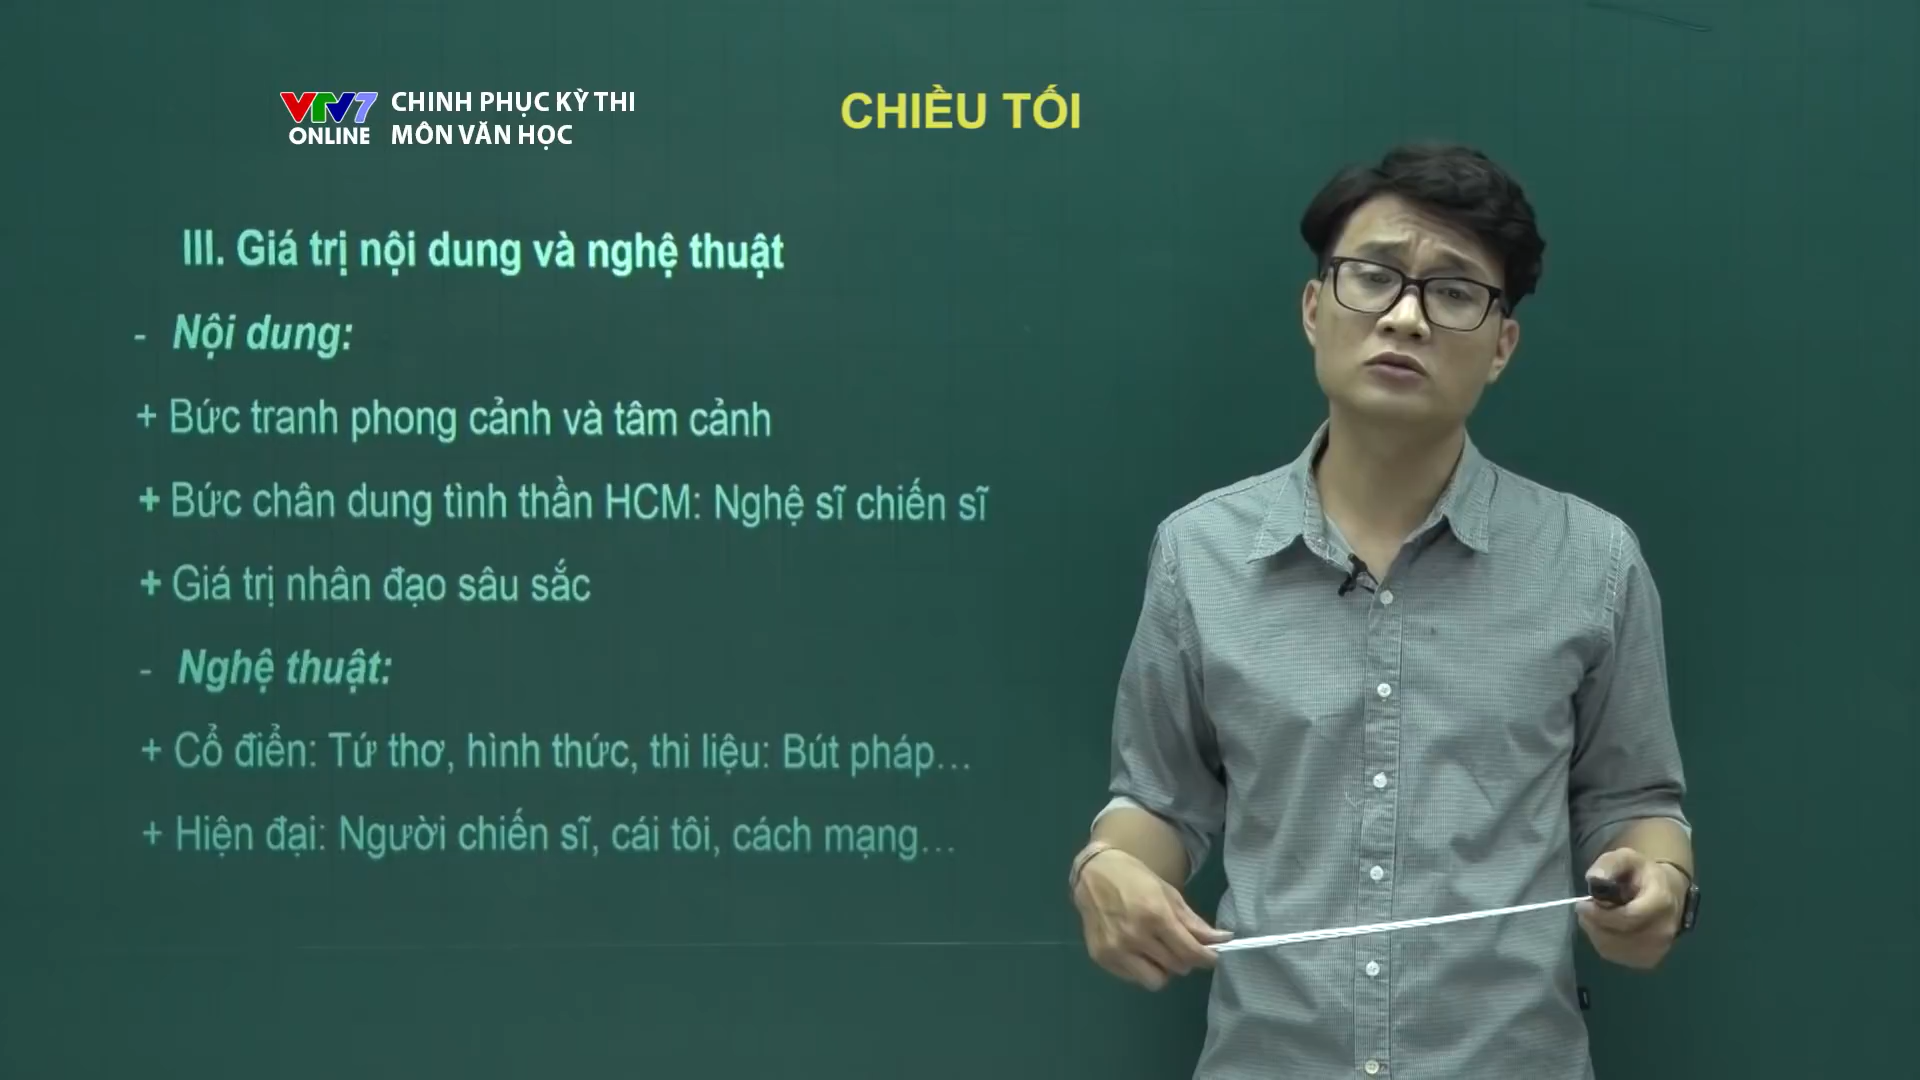 VTV7
ONLINE
CHINH PHỤC KỲ THI
MÔN VĂN HỌC
CHIỀU TỐI
III. Giá trị nội dung và nghệ thuật
- Nội dung:
+ Bức tranh phong cảnh và tâm cảnh
+ Bức chân dung tình thần HCM: Nghệ sĩ chiến sĩ
+ Giá trị nhân đạo sâu sắc
- Nghệ thuật:
+ Cổ điển: Tứ thơ, hình thức, thi liệu: Bút pháp...
+ Hiện đại: Người chiến sĩ, cái tôi, cách mạng...